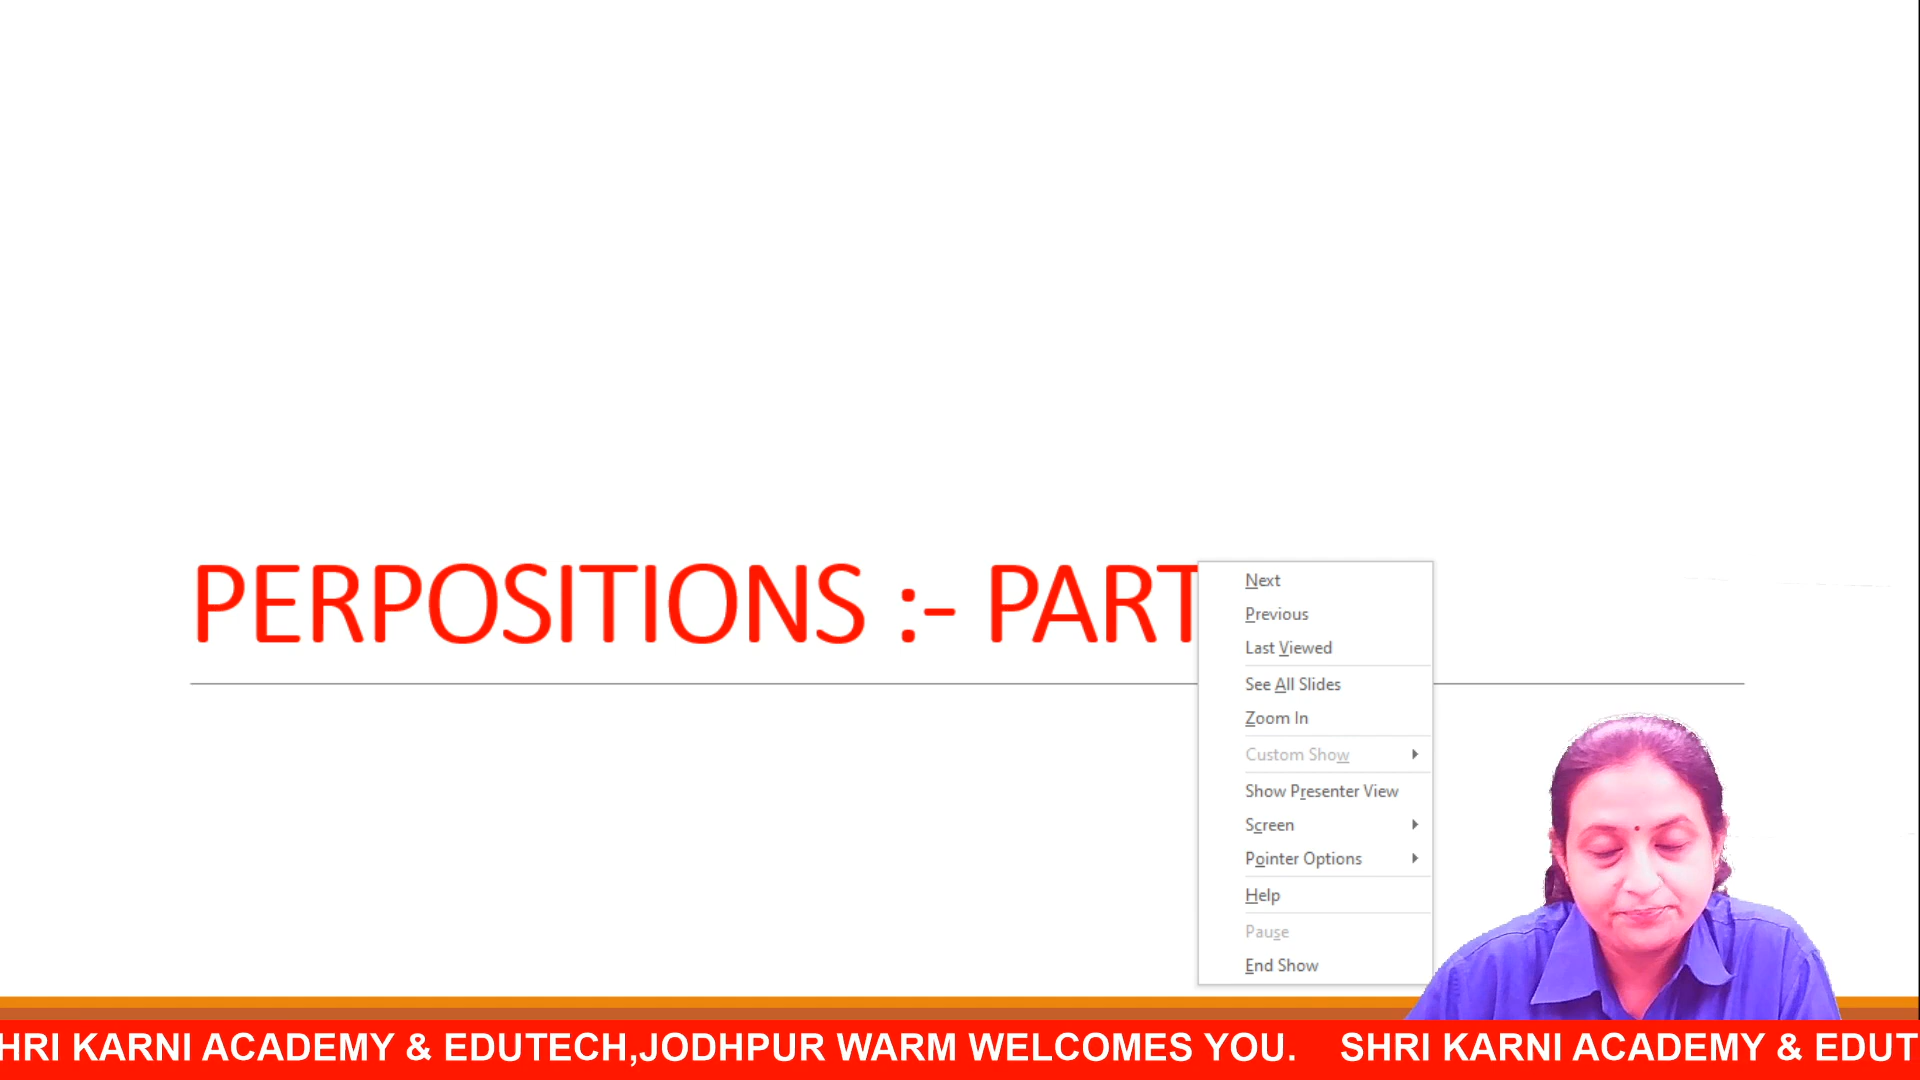 PERPOSITIONS :- PART
Next
Previous
Last Viewed
See All Slides
Zoom In
Custom Show
Show Presenter View
Screen
Pointer Options
Help
Pause
End Show
HRI KARNI ACADEMY & EDUTECH,JODHPUR WARM WELCOMES YOU. SHRI KARNI ACADEMY & EDUT